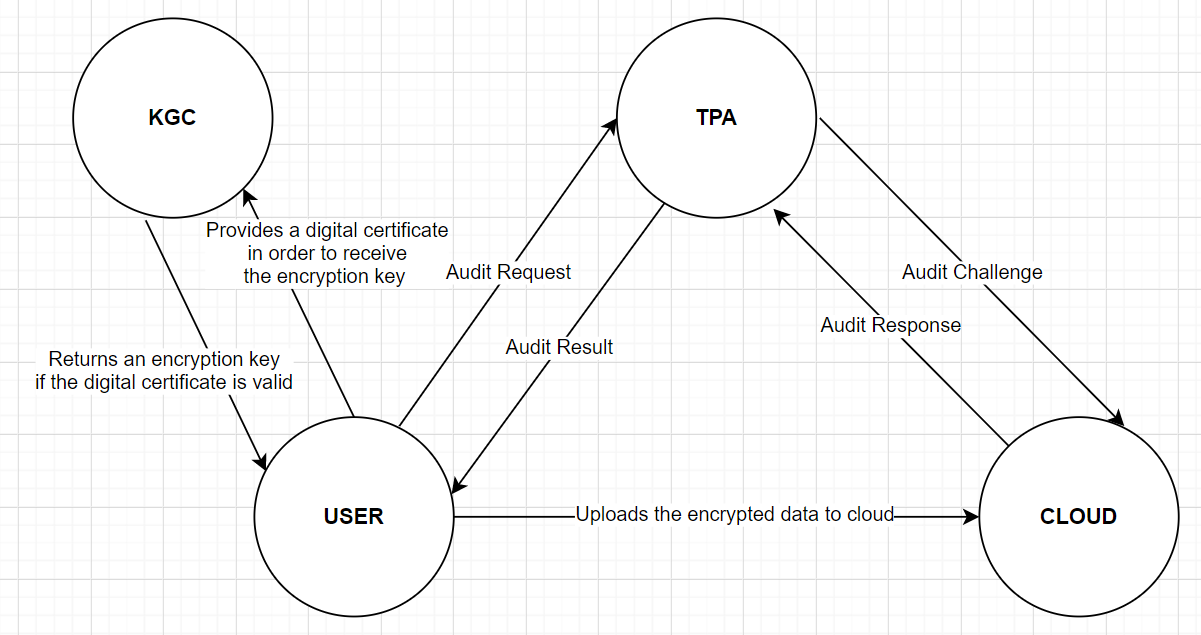 KGC
TPA
Provides a digital certificate
in order to receive
the encryption key
Audit Request
Audit Challenge
Audit Response
Audit Result
Returns an encryption key
if the digital certificate is valid
USER
Uploads the encrypted data to cloud
CLOUD